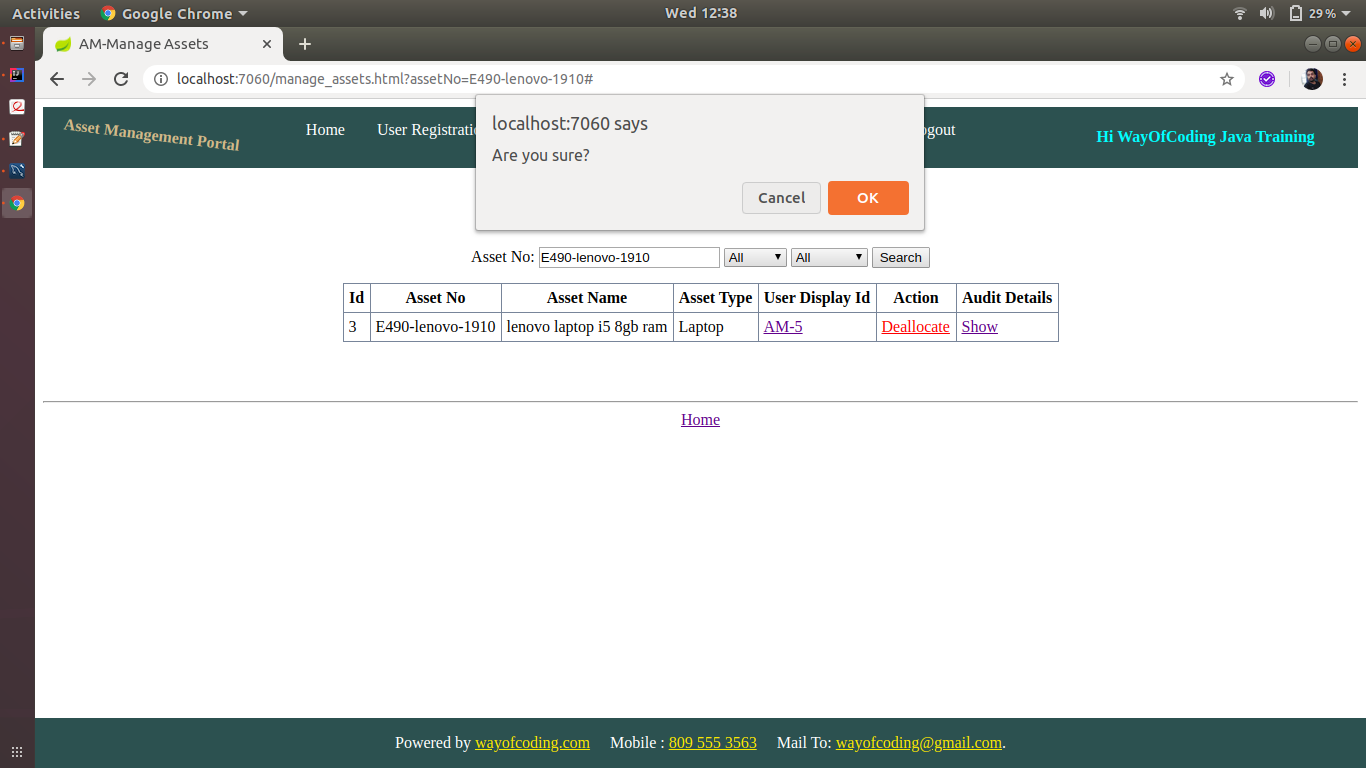 Activities Google Chrome Wed 12:38 29%
AM-Manage Assets
localhost:7060/manage_assets.html?assetNo=E490-lenovo-1910#
localhost:7060 says
Are you sure?
Cancel OK
Asset Management Portal Home User Hi WayOfCoding Java Training
Asset No: E490-lenovo-1910 All All Search
Id Asset No Asset Name Asset Type User Display Id Action Audit Details
3 E490-lenovo-1910 lenovo laptop i5 8gb ram Laptop AM-5 Deallocate Show
Home
Powered by wayofcoding.com Mobile : 809 555 3563 Mail To: wayofcoding@gmail.com.